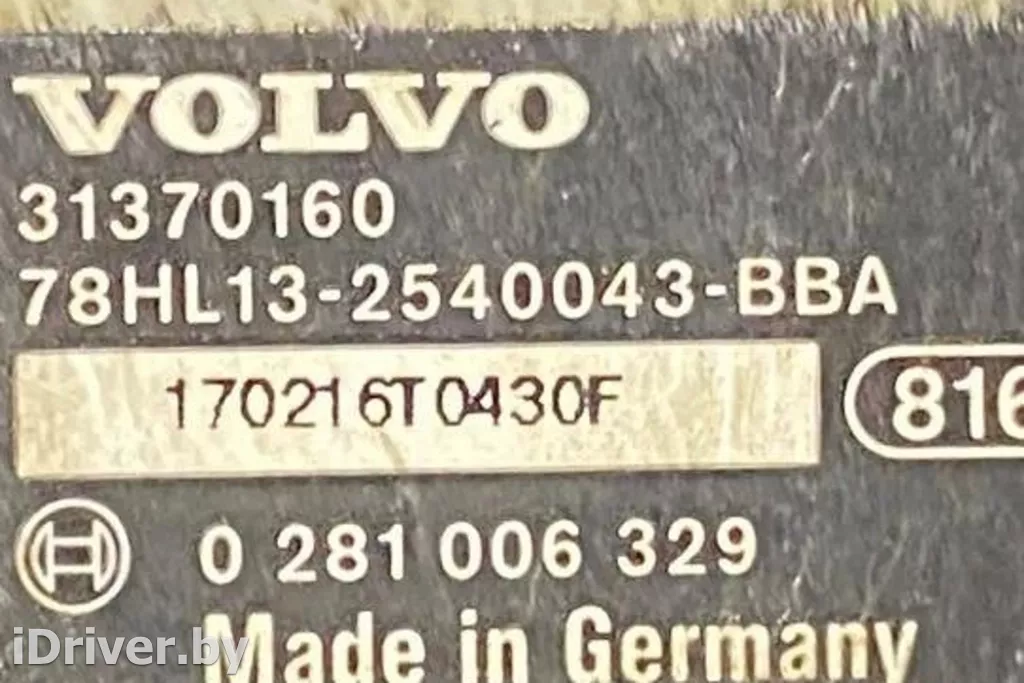 VOLVO
31370160
78HL13-2540043-BBA
170216T0430F
816
0 281 006 329
Made in Germany
iDriver.by